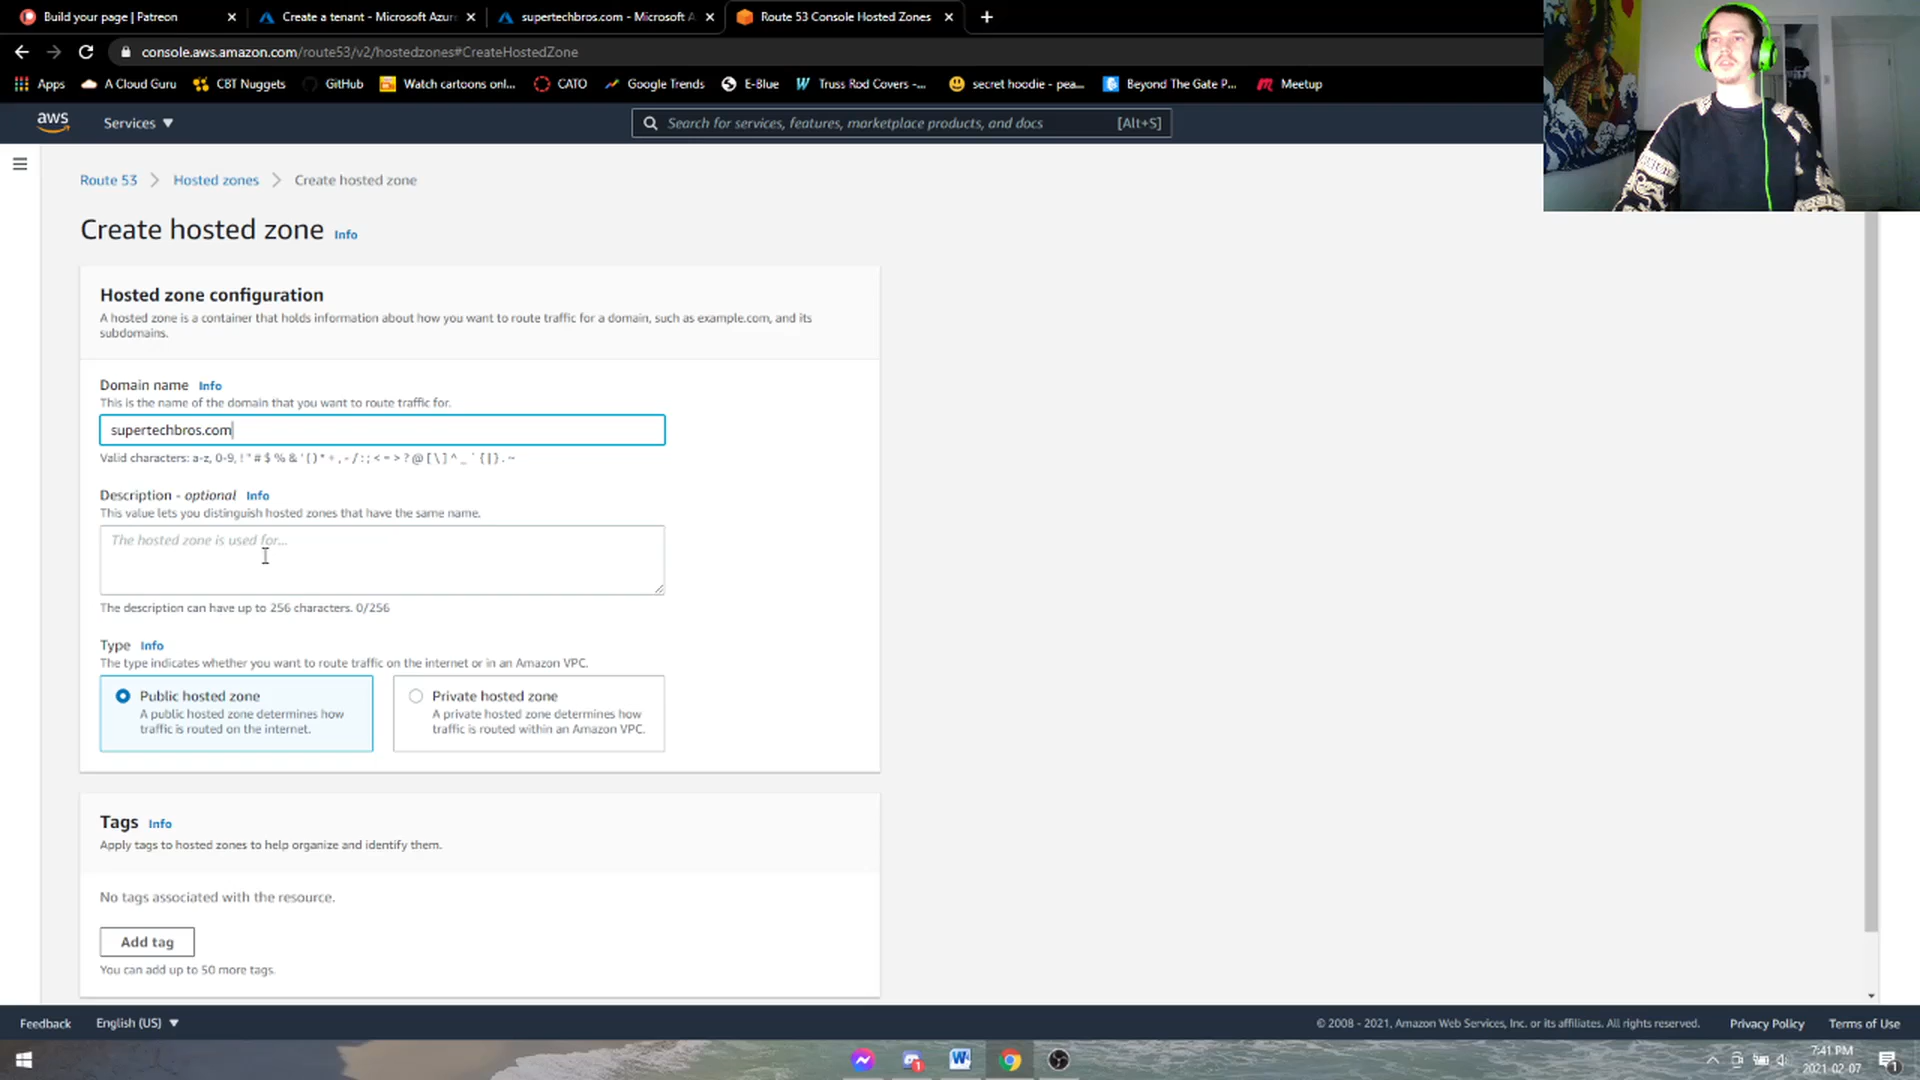 Build your page | Patreon
Create a tenant - Microsoft Azur
supertechbros.com - Microsoft A
Route 53 Console Hosted Zones
console.aws.amazon.com/route53/v2/hostedzones#CreateHostedZone
Apps
A Cloud Guru
CBT Nuggets
GitHub
Watch cartoons onl...
CATO
Google Trends
E-Blue
Truss Rod Covers -...
secret hoodie - pea...
Beyond The Gate P...
Meetup
aws
Services
Search for services, features, marketplace products, and docs
[Alt+S]
Route 53
Hosted zones
Create hosted zone
Create hosted zone Info
Hosted zone configuration
A hosted zone is a container that holds information about how you want to route traffic for a domain, such as example.com, and its
subdomains.
Domain name Info
This is the name of the domain that you want to route traffic for.
supertechbros.com
Valid characters: a-z, 0-9, ! " # $ % & ' ( ) * + , - / : ; < = > ? @ [ \ ] ^ _ ` { | } . ~
Description - optional Info
This value lets you distinguish hosted zones that have the same name.
The hosted zone is used for...
The description can have up to 256 characters. 0/256
Type Info
The type indicates whether you want to route traffic on the internet or in an Amazon VPC.
Public hosted zone
A public hosted zone determines how
traffic is routed on the internet.
Private hosted zone
A private hosted zone determines how
traffic is routed within an Amazon VPC.
Tags Info
Apply tags to hosted zones to help organize and identify them.
No tags associated with the resource.
Add tag
You can add up to 50 more tags.
Feedback
English (US)
© 2008 - 2021, Amazon Web Services, Inc. or its affiliates. All rights reserved.
Privacy Policy
Terms of Use
7:41 PM
2021-02-07